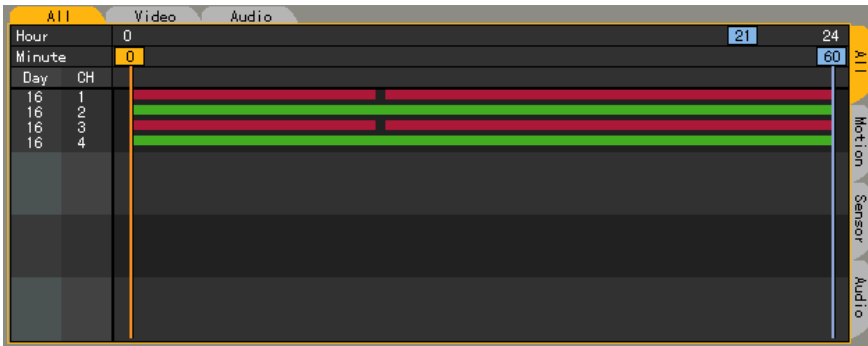 All Video Audio
Hour 0 21 24
Minute 0 60
Day CH
16 1
16 2
16 3
16 4
All
Motion
Sensor
Audio